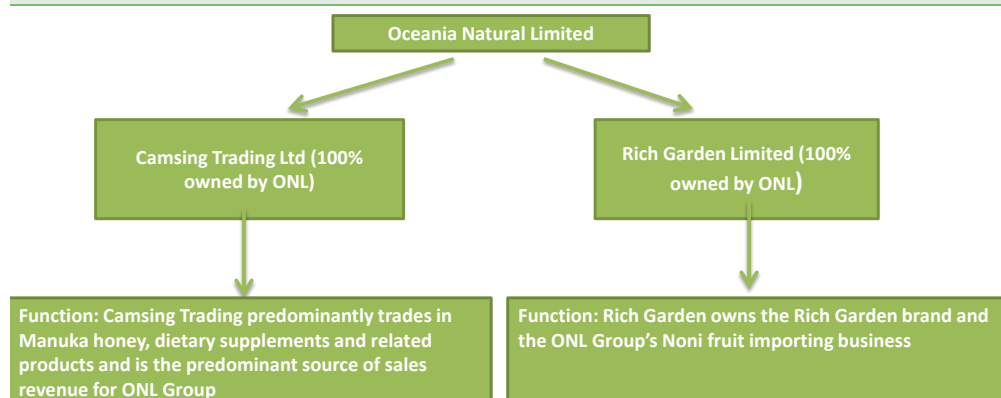 Oceania Natural Limited
Camsing Trading Ltd (100%
owned by ONL)
Rich Garden Limited (100%
owned by ONL)
Function: Camsing Trading predominantly trades in
Manuka honey, dietary supplements and related
products and is the predominant source of sales
revenue for ONL Group
Function: Rich Garden owns the Rich Garden brand and
the ONL Group's Noni fruit importing business